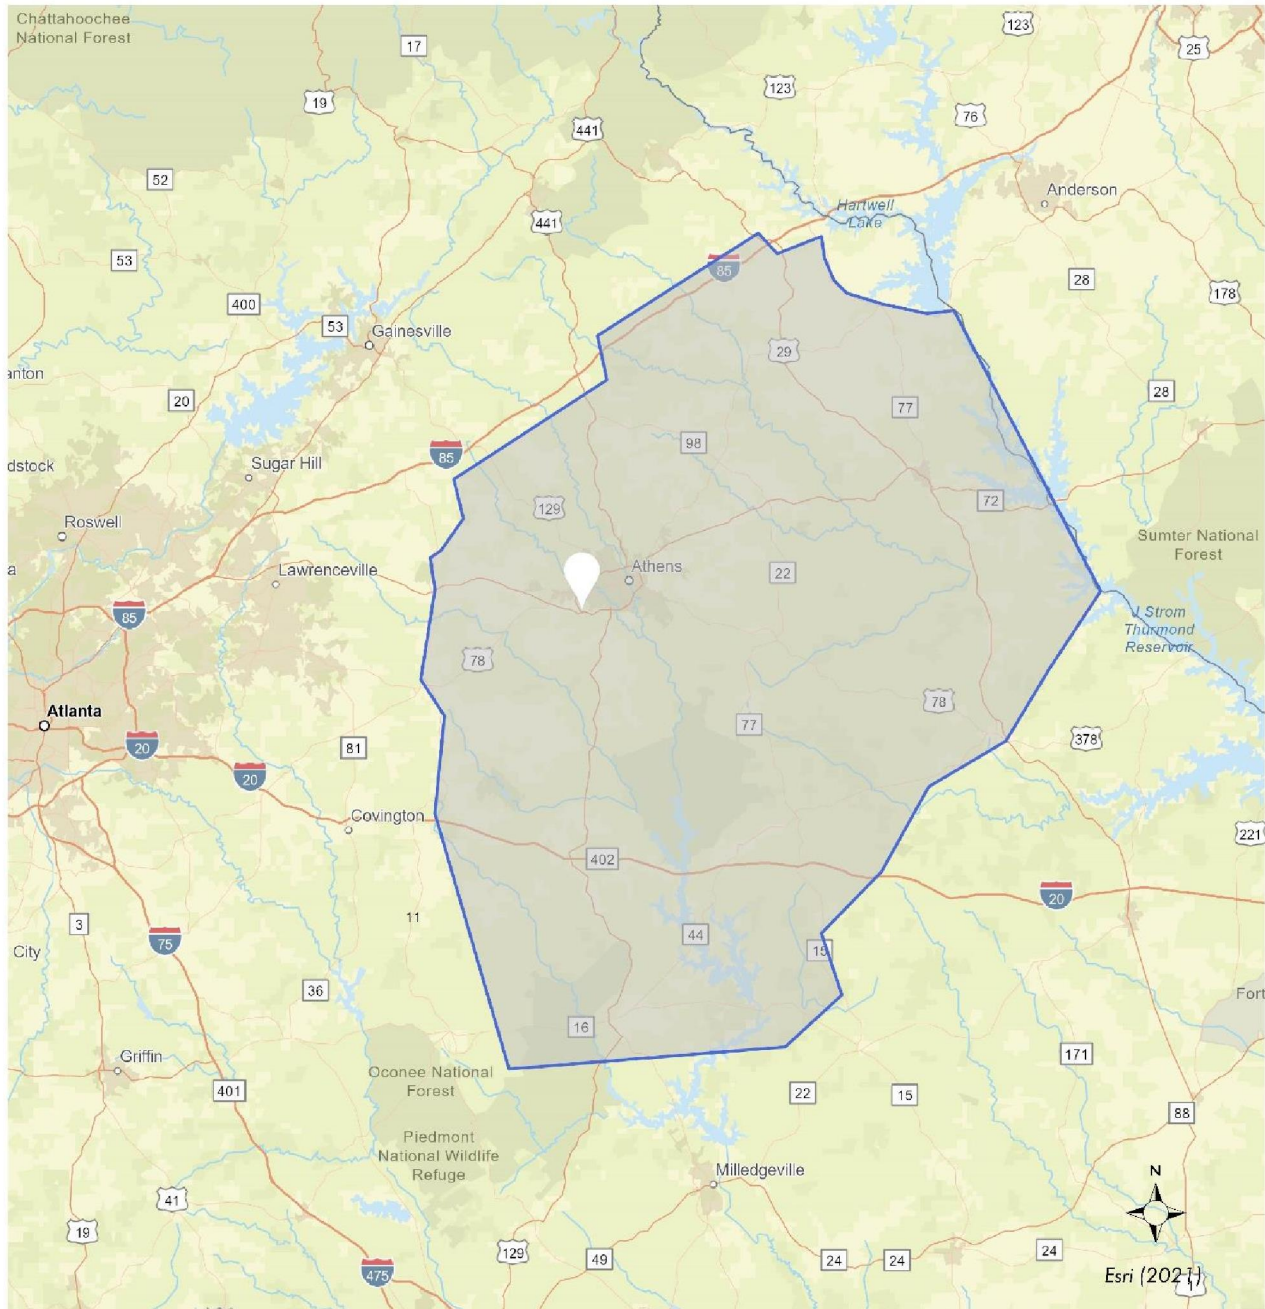 Chattahoochee
National Forest
17
123
25
19
123
76
441
52
Anderson
Hartwell
Lake
441
53
85
28
178
400
53
Gainesville
29
anton
20
28
77
98
85
dstock
Sugar Hill
72
129
Roswell
Sumter National
Forest
a
Athens
Lawrenceville
22
85
J Strom
Thurmond
Reservoir
78
78
Atlanta
77
20
81
378
20
Covington
221
402
20
11
3
44
75
15
City
36
Fort
16
171
Griffin
Oconee National
Forest
401
22
15
88
Piedmont
National Wildlife
Refuge
Milledgeville
N
41
19
129
49
24
24
24
475
Esri (2021)
1